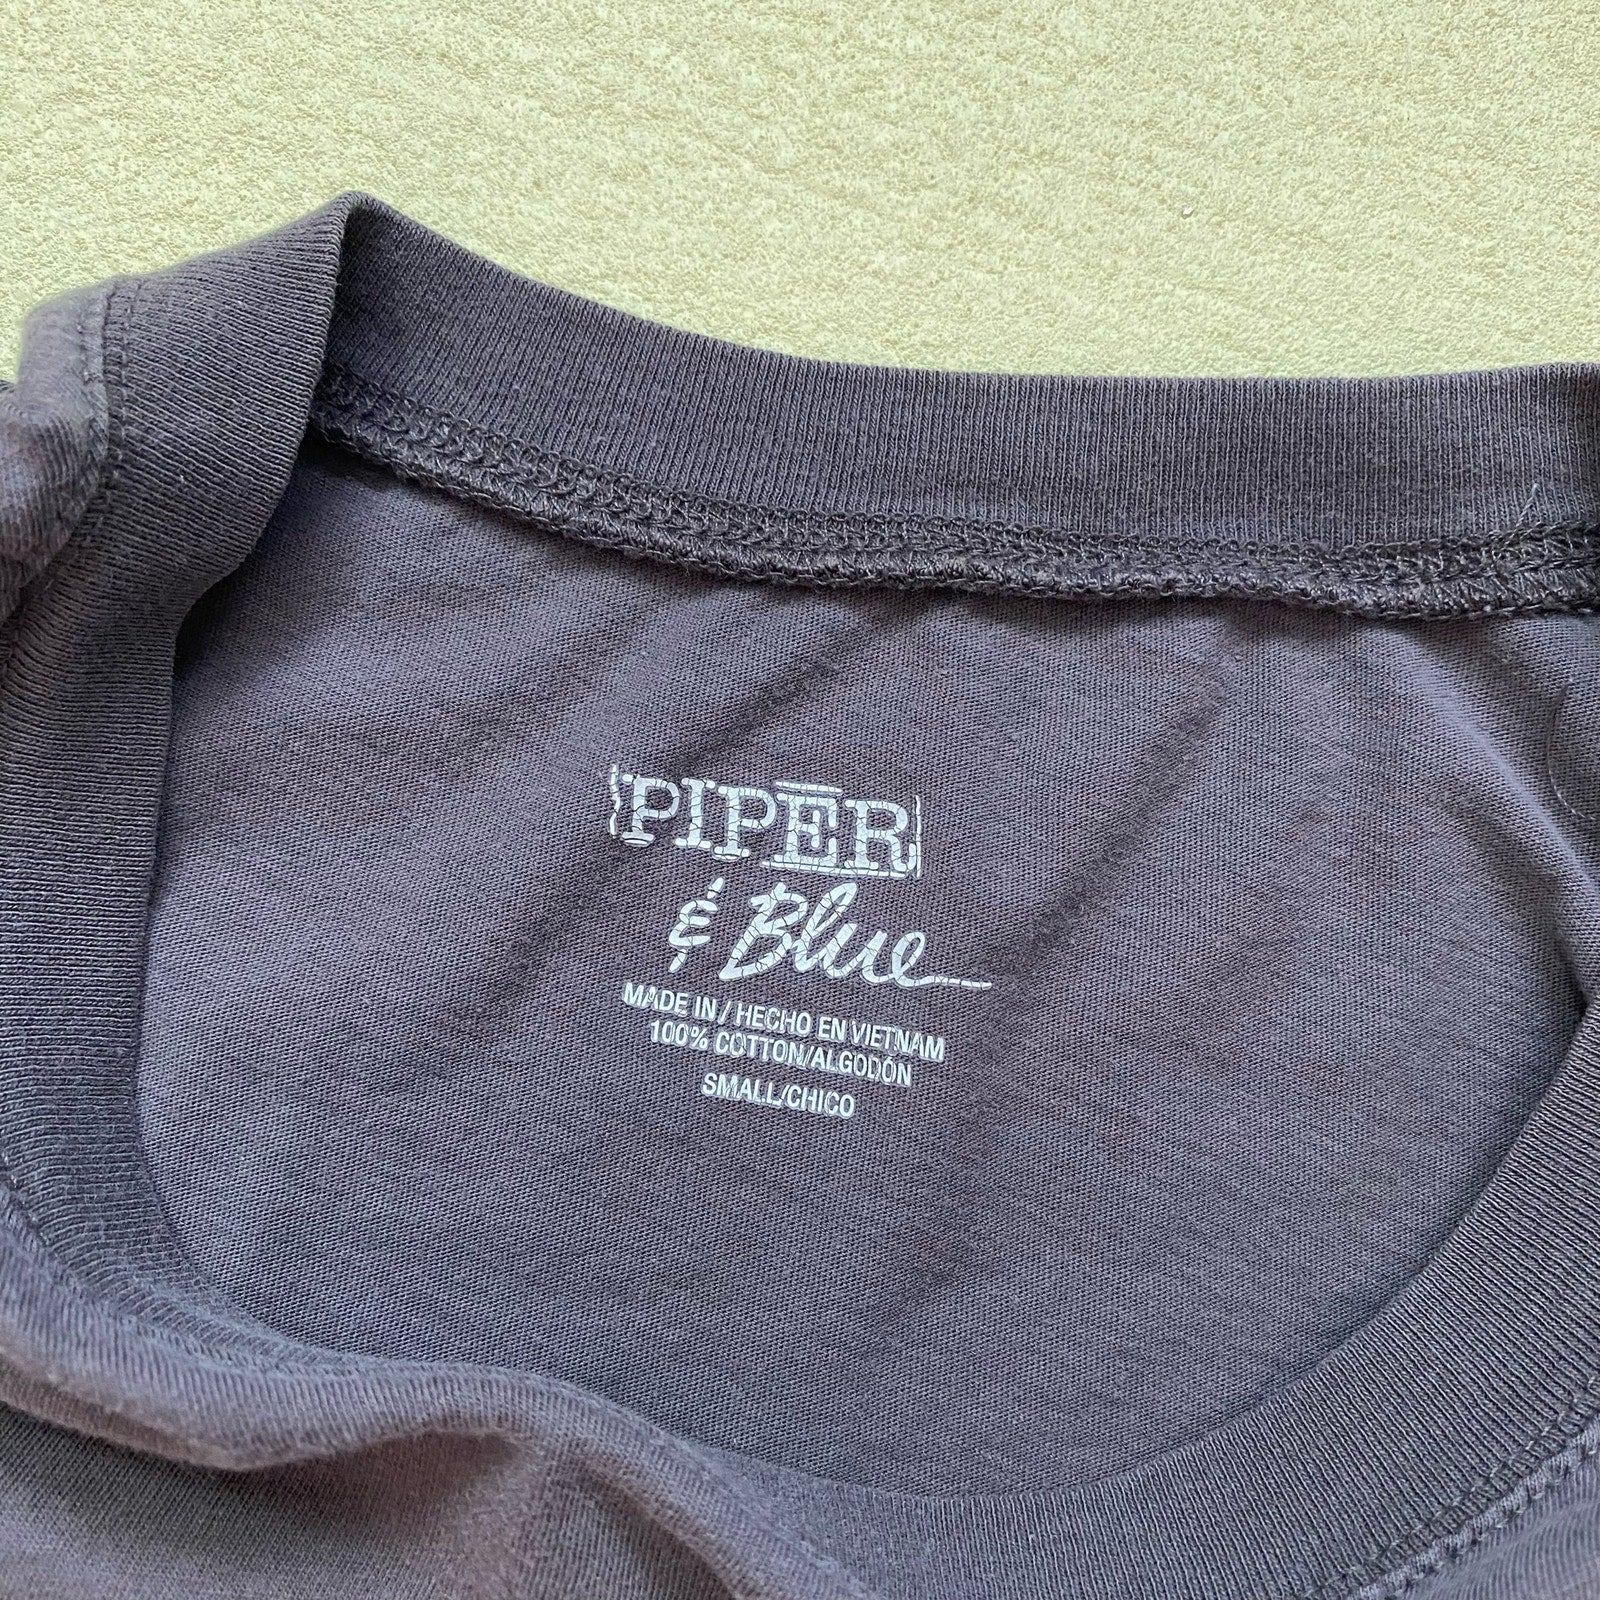 PIPER
& Blue
MADE IN / HECHO EN VIETNAM
100% COTTON/ALGODÓN
SMALL/CHICO